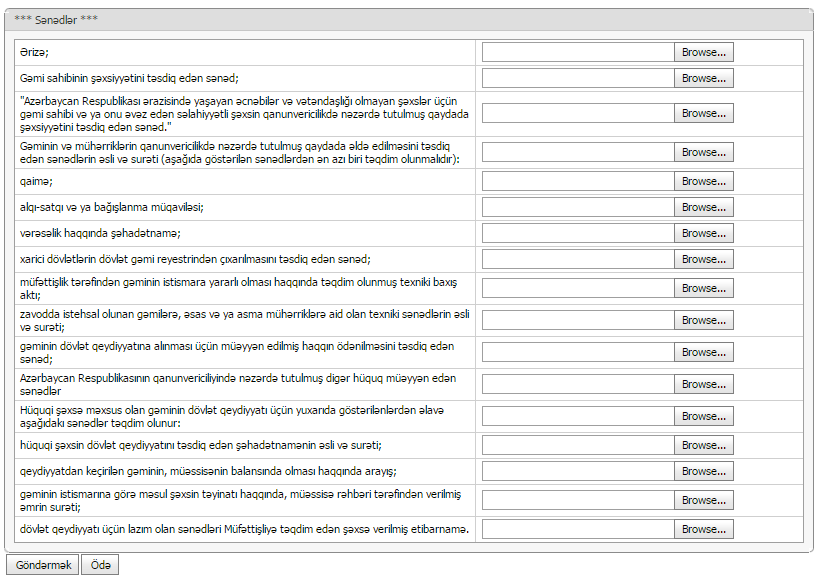 *** Sənədlər ***
Ərizə;
Browse...
Gəmi sahibinin şəxsiyyətini təsdiq edən sənəd;
Browse...
"Azərbaycan Respublikası ərazisində yaşayan əcnəbilər və vətəndaşlığı olmayan şəxslər üçün
gəmi sahibi və ya onu əvəz edən səlahiyyətli şəxsin qanunvericilikdə nəzərdə tutulmuş qaydada
şəxsiyyətini təsdiq edən sənəd."
Browse...
Gəminin və mühərriklərin qanunvericilikdə nəzərdə tutulmuş qaydada əldə edilməsini təsdiq
edən sənədlərin əsli və surəti (aşağıda göstərilən sənədlərdən ən azı biri təqdim olunmalıdır):
Browse...
qaimə;
Browse...
alqı-satqı və ya bağışlanma müqaviləsi;
Browse...
vərəsəlik haqqında şəhadətnamə;
Browse...
xarici dövlətlərin dövlət gəmi reyestrindən çıxarılmasını təsdiq edən sənəd;
Browse...
müfəttişlik tərəfindən gəminin istismara yararlı olması haqqında təqdim olunmuş texniki baxış
aktı;
Browse...
zavodda istehsal olunan gəmilərə, əsas və ya asma mühərriklərə aid olan texniki sənədlərin əsli
və surəti;
Browse...
gəminin dövlət qeydiyyatına alınması üçün müəyyən edilmiş haqqın ödənilməsini təsdiq edən
sənəd;
Browse...
Azərbaycan Respublikasının qanunvericiliyində nəzərdə tutulmuş digər hüquq müəyyən edən
sənədlər
Browse...
Hüquqi şəxsə məxsus olan gəminin dövlət qeydiyyatı üçün yuxarıda göstərilənlərdən əlavə
aşağıdakı sənədlər təqdim olunur:
Browse...
hüquqi şəxsin dövlət qeydiyyatını təsdiq edən şəhadətnamənin əsli və surəti;
Browse...
qeydiyyatdan keçirilən gəminin, müəssisənin balansında olması haqqında arayış;
Browse...
gəminin istismarına görə məsul şəxsin təyinatı haqqında, müəssisə rəhbəri tərəfindən verilmiş
əmrin surəti;
Browse...
dövlət qeydiyyatı üçün lazım olan sənədləri Müfəttişliyə təqdim edən şəxsə verilmiş etibarnamə.
Browse...
Göndərmək Ödə